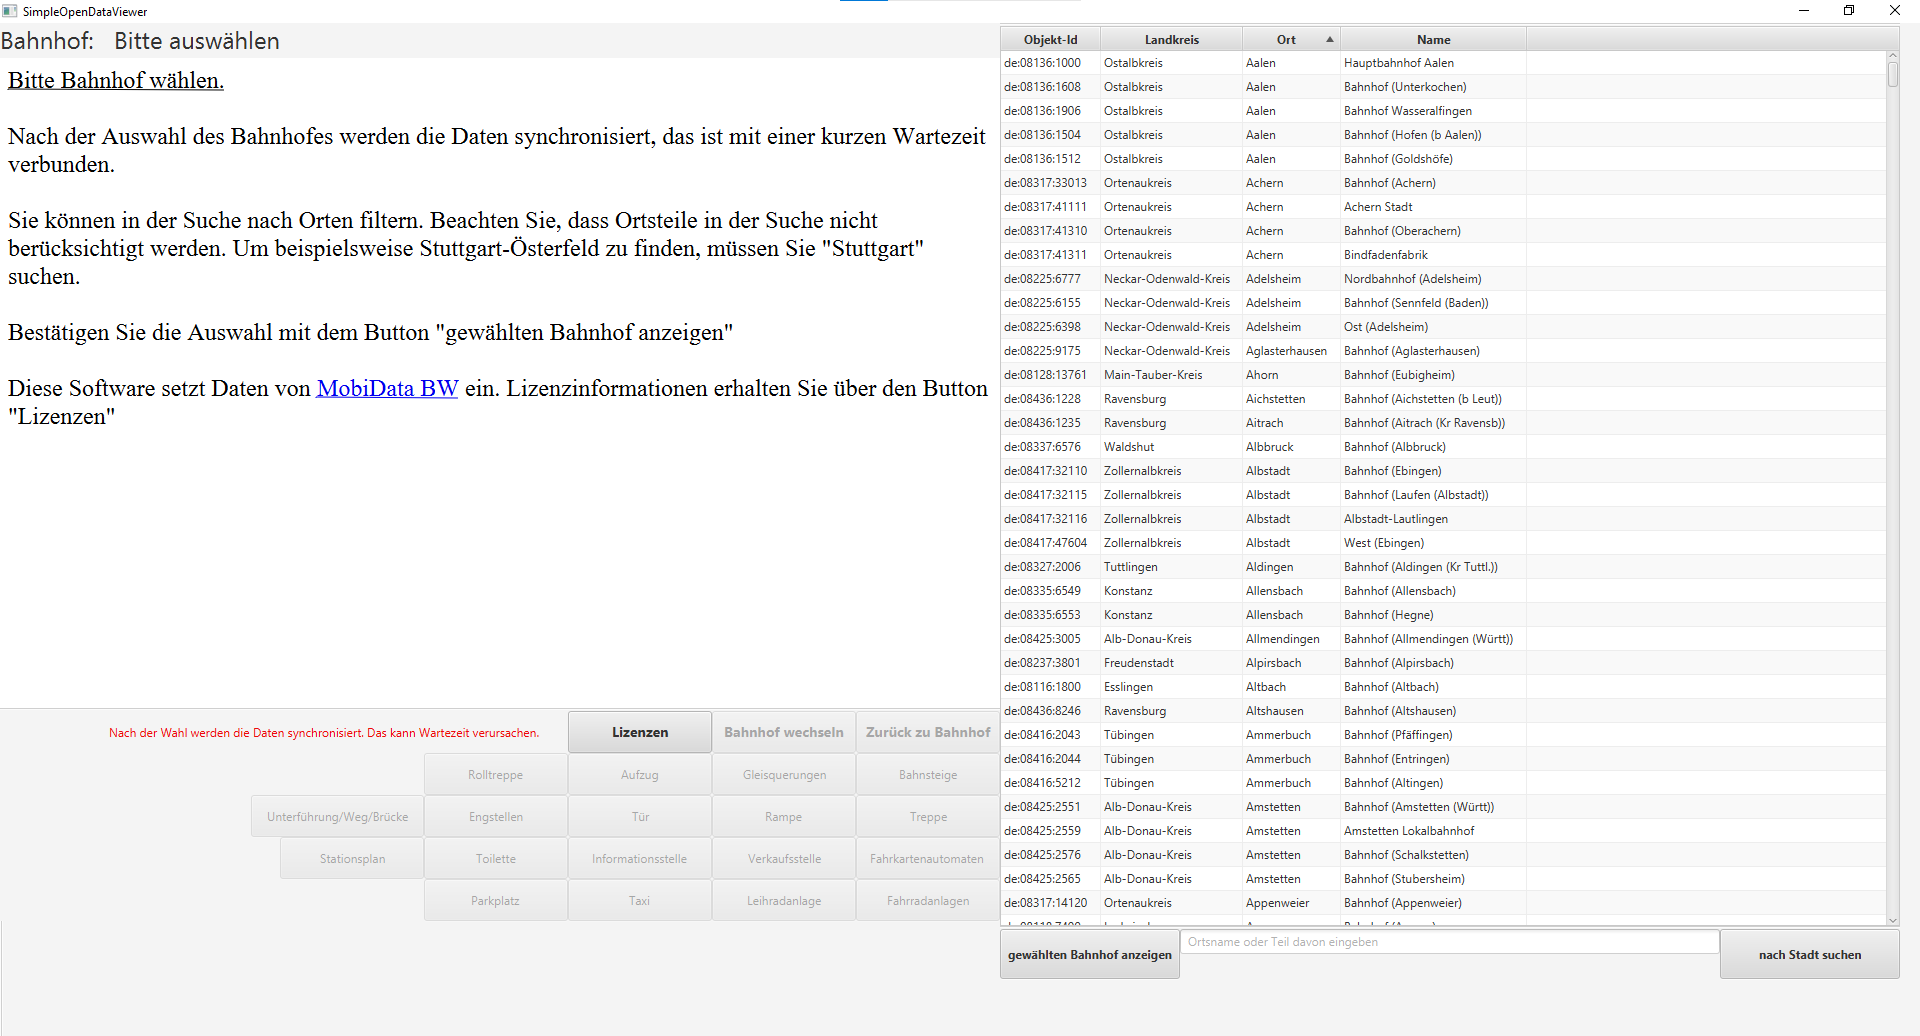 SimpleOpenDataViewer
Bahnhof: Bitte auswählen
Bitte Bahnhof wählen.
Nach der Auswahl des Bahnhofes werden die Daten synchronisiert, das ist mit einer kurzen Wartezeit
verbunden.
Sie können in der Suche nach Orten filtern. Beachten Sie, dass Ortsteile in der Suche nicht
berücksichtigt werden. Um beispielsweise Stuttgart-Österfeld zu finden, müssen Sie "Stuttgart"
suchen.
Bestätigen Sie die Auswahl mit dem Button "gewählten Bahnhof anzeigen"
Diese Software setzt Daten von MobiData BW ein. Lizenzinformationen erhalten Sie über den Button
"Lizenzen"
Nach der Wahl werden die Daten synchronisiert. Das kann Wartezeit verursachen. Lizenzen Bahnhof wechseln Zurück zu Bahnhof
Rolltreppe Aufzug Gleisquerungen Bahnsteige
Unterführung/Weg/Brücke Engstellen Tür Rampe Treppe
Stationsplan Toilette Informationsstelle Verkaufsstelle Fahrkartenautomaten
Parkplatz Taxi Leihradanlage Fahrradanlagen
Objekt-Id Landkreis Ort Name
de:08136:1000 Ostalbkreis Aalen Hauptbahnhof Aalen
de:08136:1608 Ostalbkreis Aalen Bahnhof (Unterkochen)
de:08136:1906 Ostalbkreis Aalen Bahnhof Wasseralfingen
de:08136:1504 Ostalbkreis Aalen Bahnhof (Hofen (b Aalen))
de:08136:1512 Ostalbkreis Aalen Bahnhof (Goldshöfe)
de:08317:33013 Ortenaukreis Achern Bahnhof (Achern)
de:08317:41111 Ortenaukreis Achern Achern Stadt
de:08317:41310 Ortenaukreis Achern Bahnhof (Oberachern)
de:08317:41311 Ortenaukreis Achern Bindfadenfabrik
de:08225:6777 Neckar-Odenwald-Kreis Adelsheim Nordbahnhof (Adelsheim)
de:08225:6155 Neckar-Odenwald-Kreis Adelsheim Bahnhof (Sennfeld (Baden))
de:08225:6398 Neckar-Odenwald-Kreis Adelsheim Ost (Adelsheim)
de:08225:9175 Neckar-Odenwald-Kreis Aglasterhausen Bahnhof (Aglasterhausen)
de:08128:13761 Main-Tauber-Kreis Ahorn Bahnhof (Eubigheim)
de:08436:1228 Ravensburg Aichstetten Bahnhof (Aichstetten (b Leut))
de:08436:1235 Ravensburg Aitrach Bahnhof (Aitrach (Kr Ravensb))
de:08337:6576 Waldshut Albbruck Bahnhof (Albbruck)
de:08417:32110 Zollernalbkreis Albstadt Bahnhof (Ebingen)
de:08417:32115 Zollernalbkreis Albstadt Bahnhof (Laufen (Albstadt))
de:08417:32116 Zollernalbkreis Albstadt Albstadt-Lautlingen
de:08417:47604 Zollernalbkreis Albstadt West (Ebingen)
de:08327:2006 Tuttlingen Aldingen Bahnhof (Aldingen (Kr Tuttl.))
de:08335:6549 Konstanz Allensbach Bahnhof (Allensbach)
de:08335:6553 Konstanz Allensbach Bahnhof (Hegne)
de:08425:3005 Alb-Donau-Kreis Allmendingen Bahnhof (Allmendingen (Württ))
de:08237:3801 Freudenstadt Alpirsbach Bahnhof (Alpirsbach)
de:08116:1800 Esslingen Altbach Bahnhof (Altbach)
de:08436:8246 Ravensburg Altshausen Bahnhof (Altshausen)
de:08416:2043 Tübingen Ammerbuch Bahnhof (Pfäffingen)
de:08416:2044 Tübingen Ammerbuch Bahnhof (Entringen)
de:08416:5212 Tübingen Ammerbuch Bahnhof (Altingen)
de:08425:2551 Alb-Donau-Kreis Amstetten Bahnhof (Amstetten (Württ))
de:08425:2559 Alb-Donau-Kreis Amstetten Amstetten Lokalbahnhof
de:08425:2576 Alb-Donau-Kreis Amstetten Bahnhof (Schalkstetten)
de:08425:2565 Alb-Donau-Kreis Amstetten Bahnhof (Stubersheim)
de:08317:14120 Ortenaukreis Appenweier Bahnhof (Appenweier)
gewählten Bahnhof anzeigen Ortsname oder Teil davon eingeben nach Stadt suchen